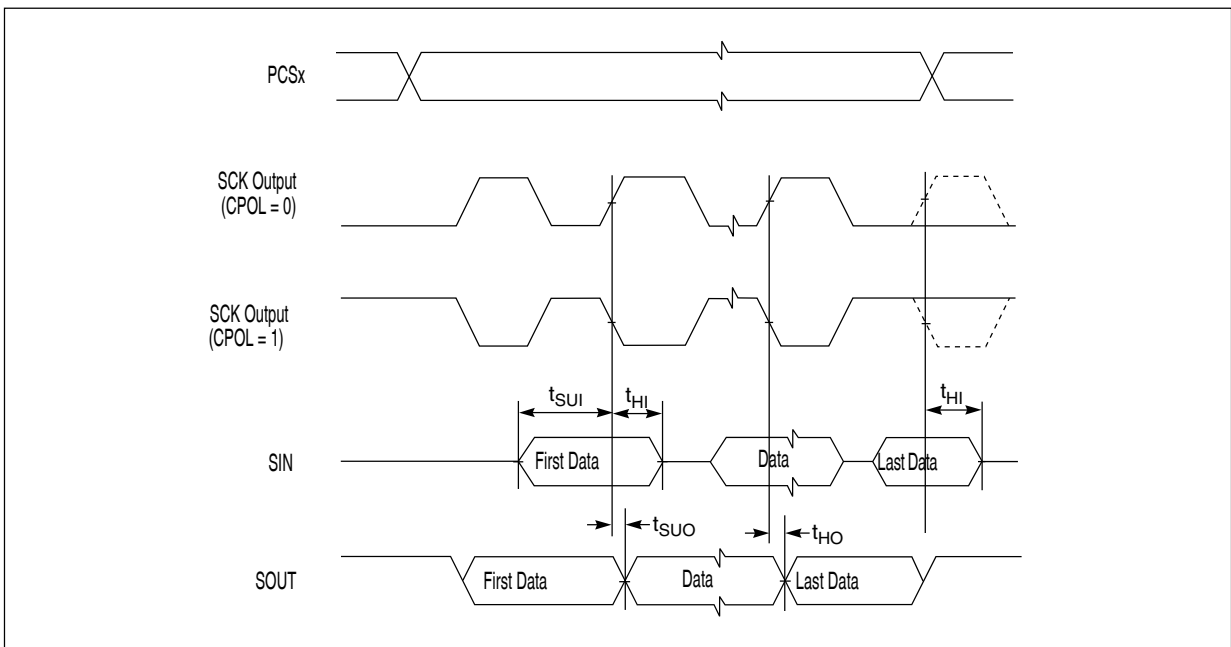 PCSx
SCK Output
(CPOL = 0)
SCK Output
(CPOL = 1)
tSUI
tHI
tHI
SIN
First Data
Data
Last Data
tSUO
tHO
SOUT
First Data
Data
Last Data